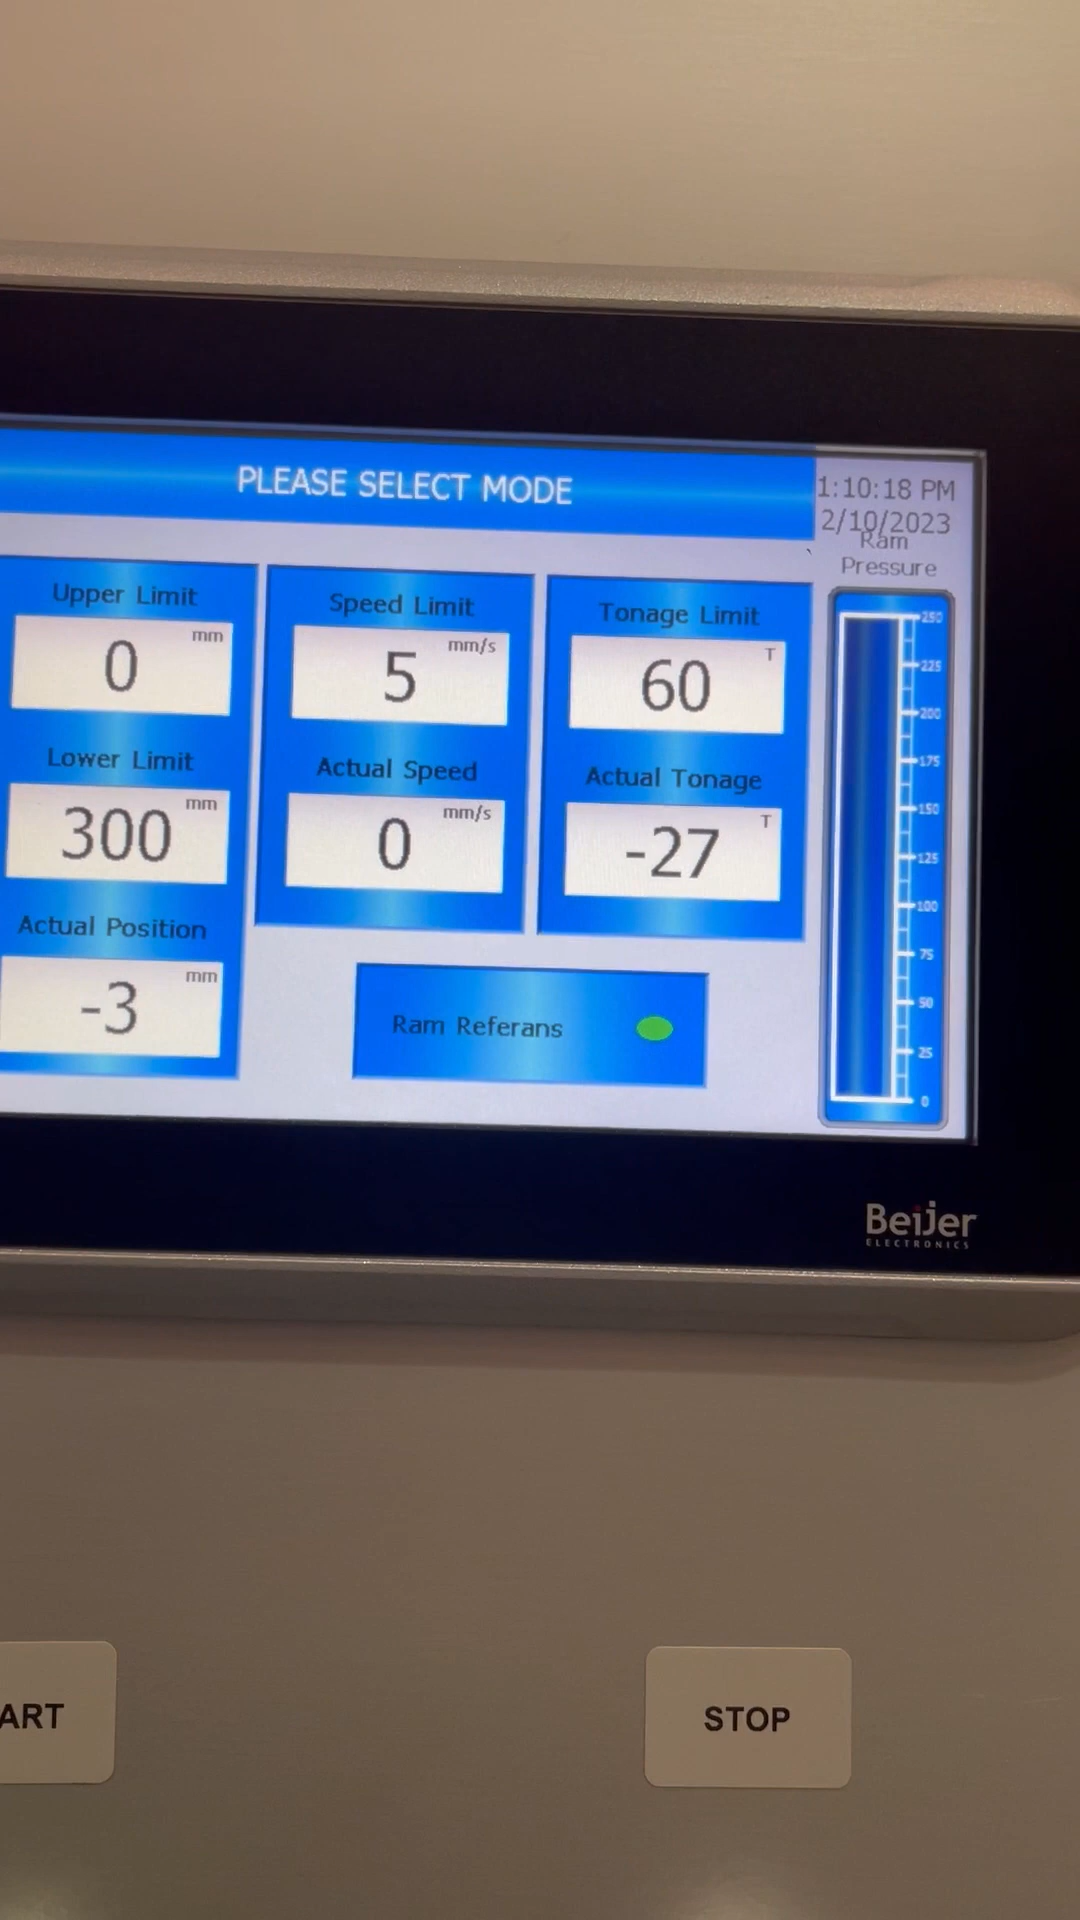 PLEASE SELECT MODE
1:10:18 PM
2/10/2023
Ram
Pressure
Upper Limit
0 mm
Lower Limit
300 mm
Actual Position
-3 mm
Speed Limit
5 mm/s
Actual Speed
0 mm/s
Tonage Limit
60 T
Actual Tonage
-27 T
Ram Referans
250
225
200
175
150
125
100
75
50
25
0
Beijer
ELECTRONICS
ART
STOP